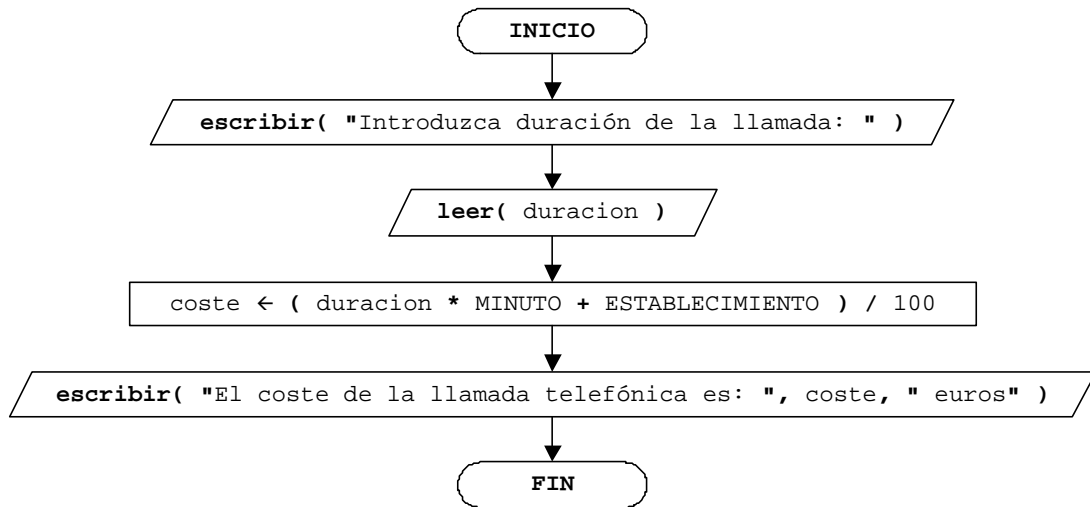 INICIO
escribir( "Introduzca duración de la llamada: " )
leer( duracion )
coste ← ( duracion * MINUTO + ESTABLECIMIENTO ) / 100
escribir( "El coste de la llamada telefónica es: ", coste, " euros" )
FIN